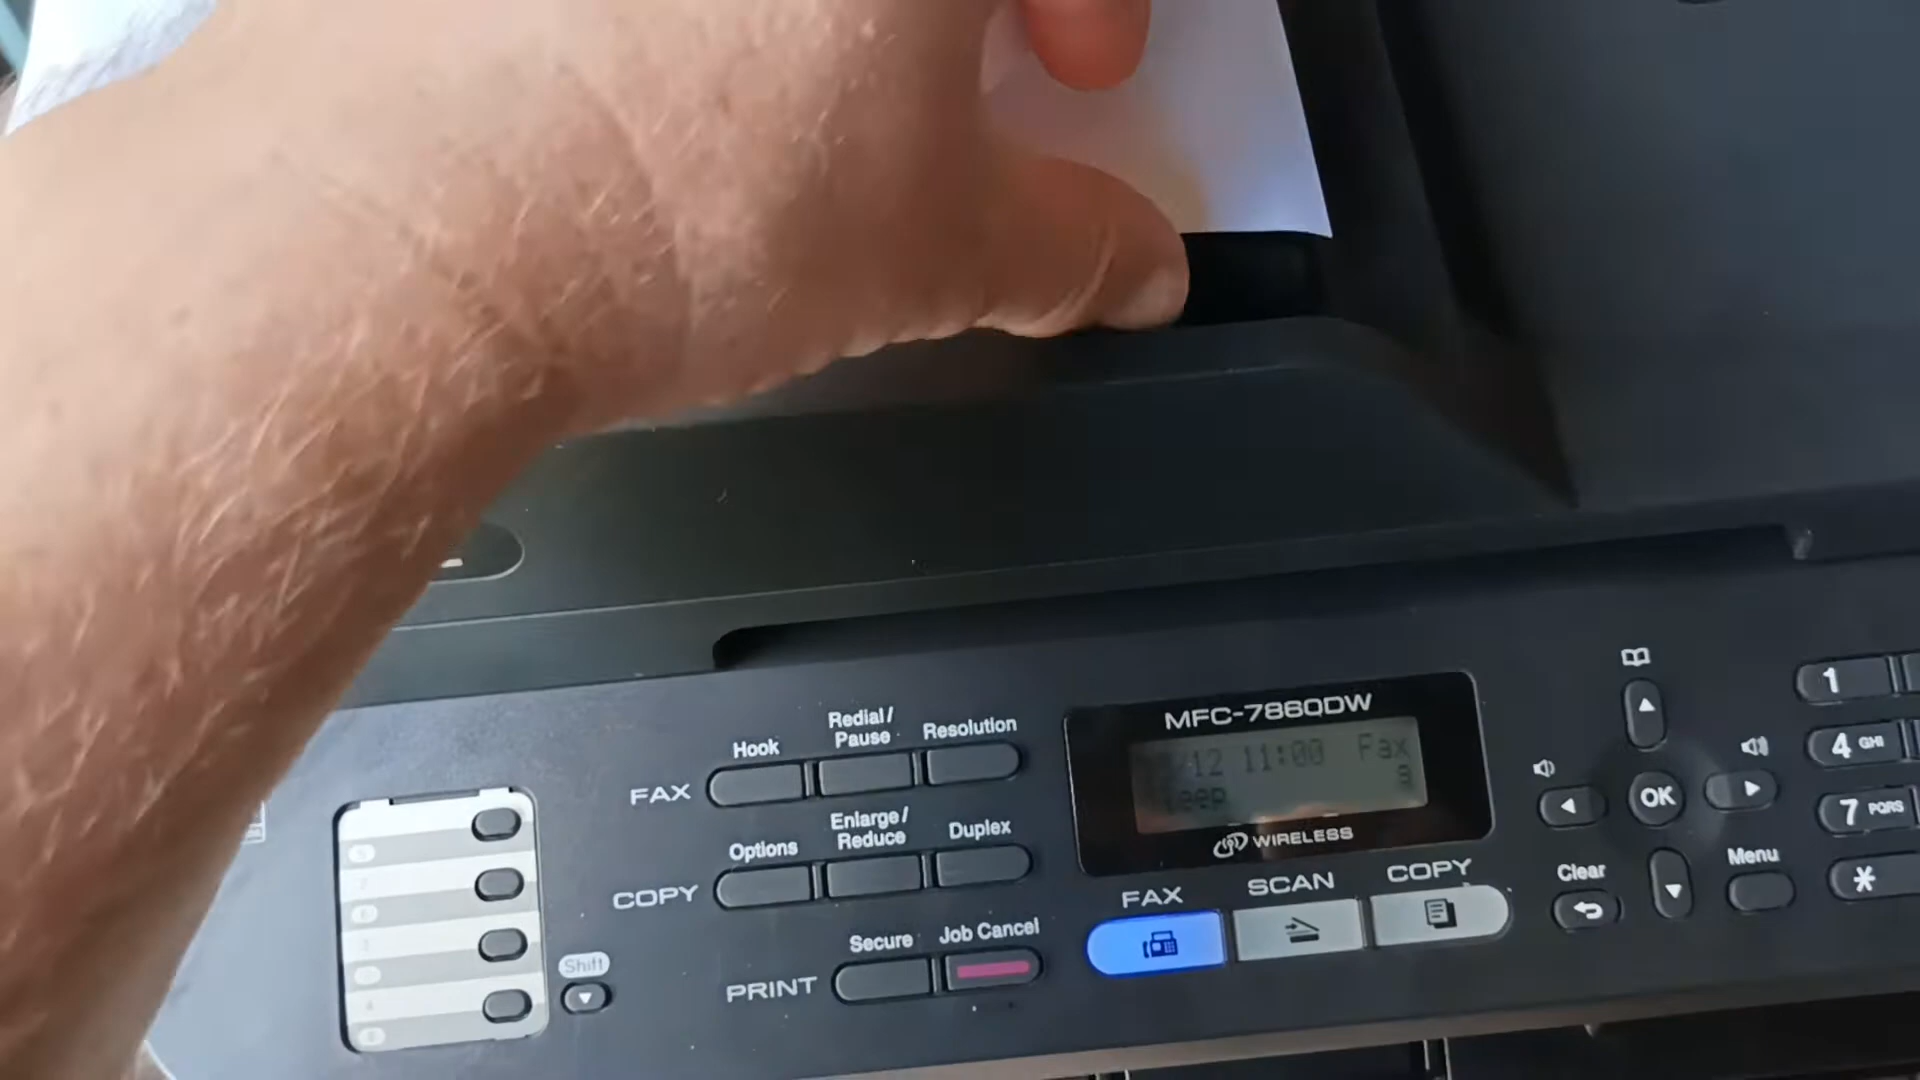 MFC-7860DW
/12 11:00 Fax
WIRELESS
Hook
Redial/
Pause
Resolution
FAX
Options
Enlarge/
Reduce
Duplex
COPY
Secure
Job Cancel
PRINT
Shift
FAX
SCAN
COPY
OK
Clear
Menu
1
4 GHI
7 PQRS
*